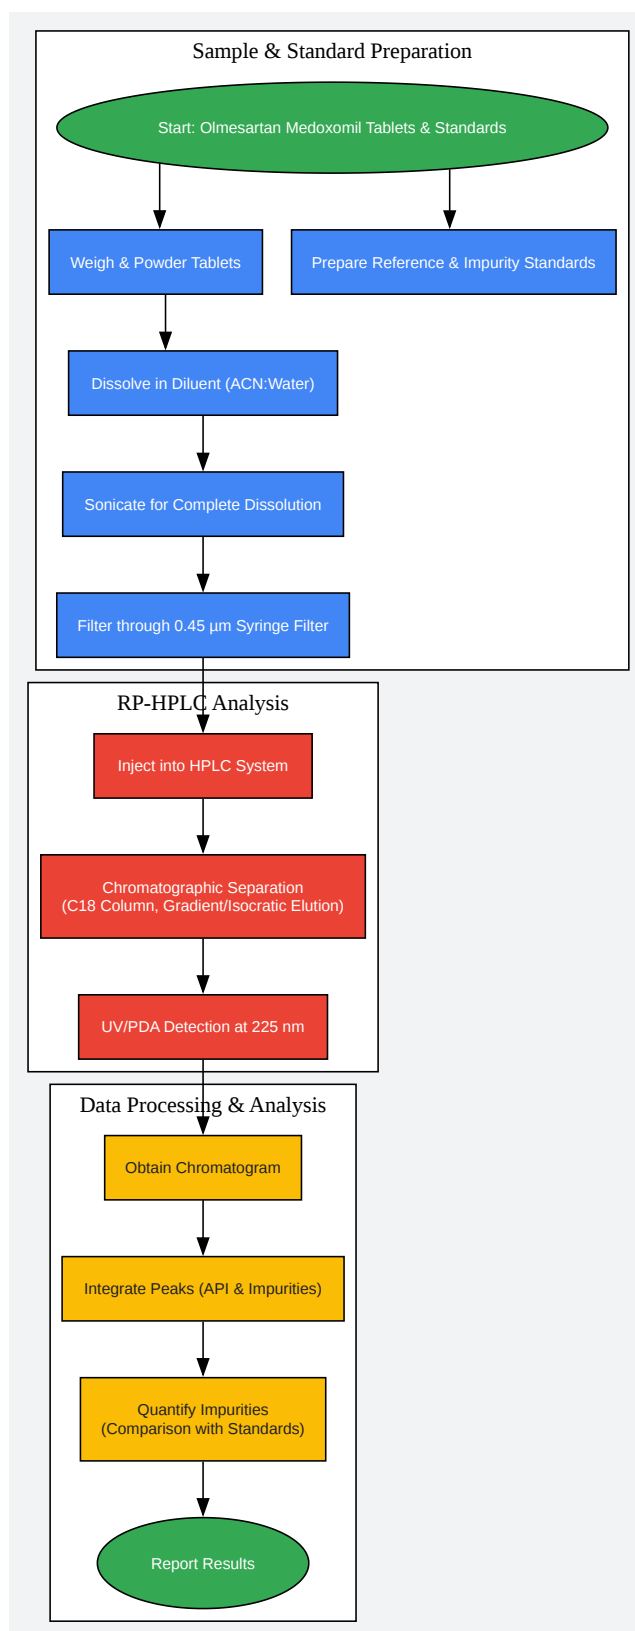 Sample & Standard Preparation
Start: Olmesartan Medoxomil Tablets & Standards
Weigh & Powder Tablets
Prepare Reference & Impurity Standards
Dissolve in Diluent (ACN:Water)
Sonicate for Complete Dissolution
Filter through 0.45 µm Syringe Filter
RP-HPLC Analysis
Inject into HPLC System
Chromatographic Separation
(C18 Column, Gradient/Isocratic Elution)
UV/PDA Detection at 225 nm
Data Processing & Analysis
Obtain Chromatogram
Integrate Peaks (API & Impurities)
Quantify Impurities
(Comparison with Standards)
Report Results